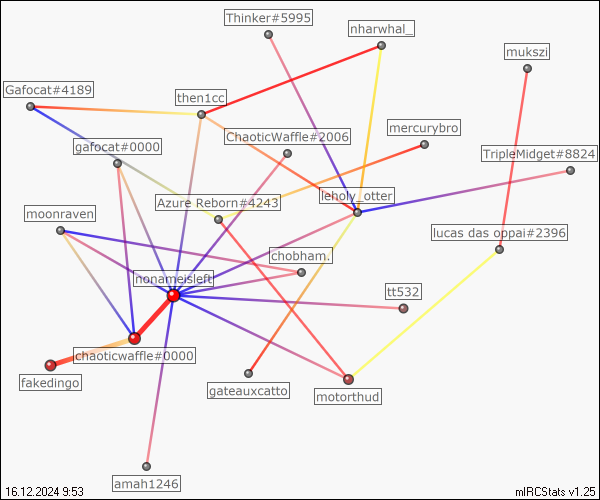 Thinker#5995
nharwhal_
mukszi
Gafocat#4189
then1cc
mercurybro
ChaoticWaffle#2006
gafocat#0000
TripleMidget#8824
leholy_otter
Azure Reborn#4243
moonraven
lucas das oppai#2396
chobham.
nonameisleft
tt532
chaoticwaffle#0000
fakedingo
gateauxcatto
motorthud
amah1246
16.12.2024 9:53
mIRCStats v1.25